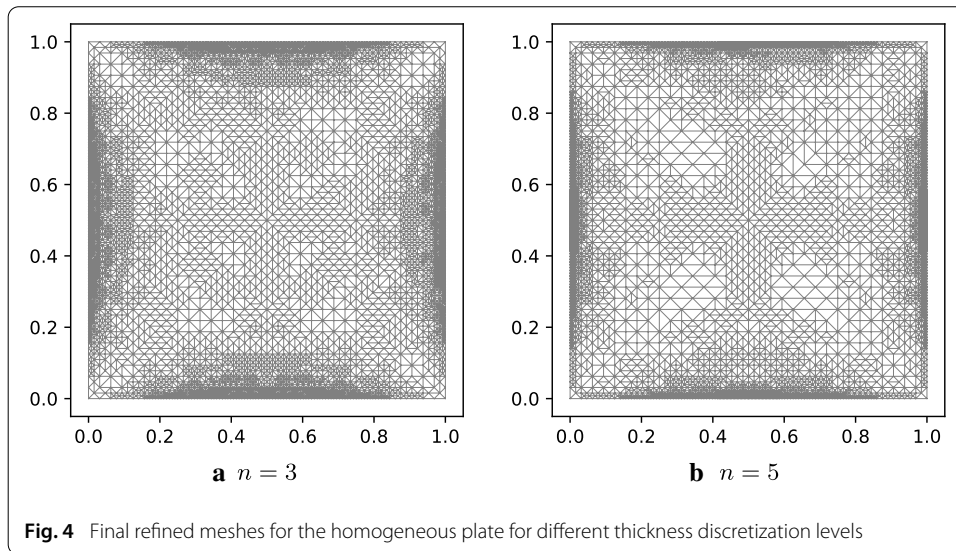 1.0
0.8
0.6
0.4
0.2
0.0
0.0 0.2 0.4 0.6 0.8 1.0
a n = 3
1.0
0.8
0.6
0.4
0.2
0.0
0.0 0.2 0.4 0.6 0.8 1.0
b n = 5
Fig. 4 Final refined meshes for the homogeneous plate for different thickness discretization levels